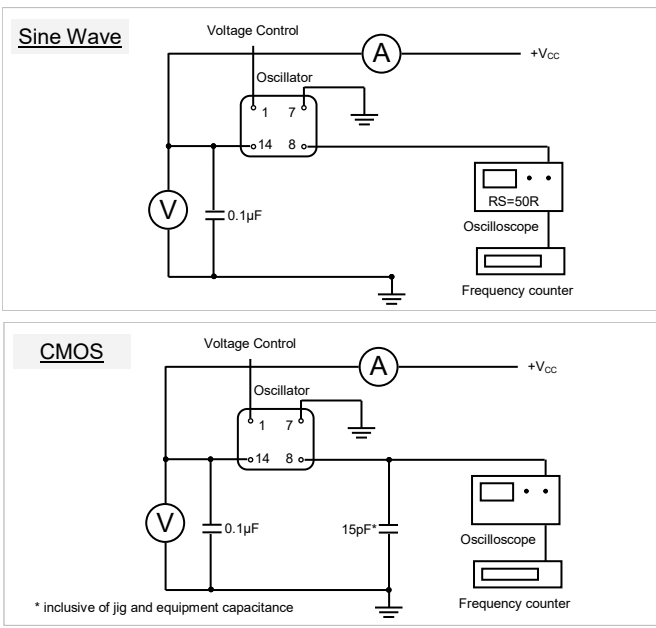 Sine Wave
Voltage Control
A
+VCC
Oscillator
1 7
14 8
V
0.1µF
RS=50R
Oscilloscope
Frequency counter
CMOS
Voltage Control
A
+VCC
Oscillator
1 7
14 8
V
0.1µF
15pF*
Oscilloscope
Frequency counter
* inclusive of jig and equipment capacitance